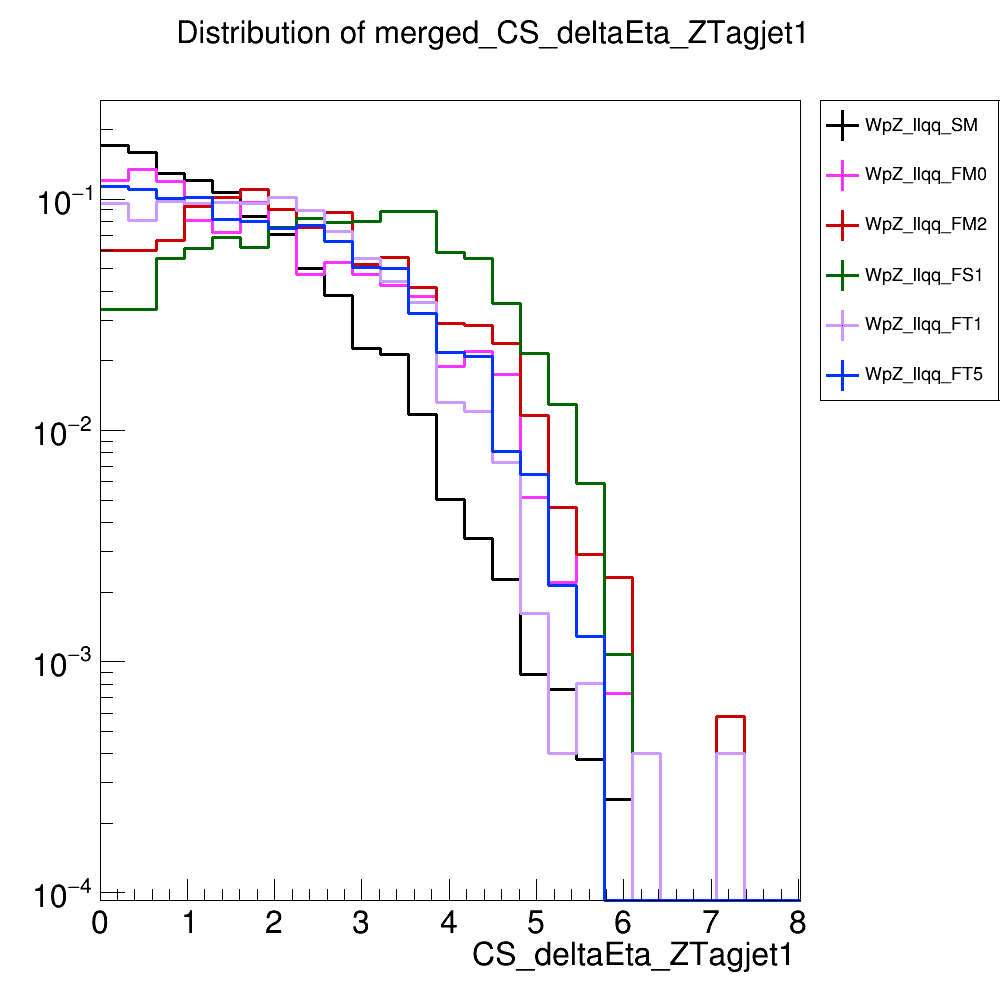 Distribution of merged_CS_deltaEta_ZTagjet1
WpZ_llqq_SM
WpZ_llqq_FM0
WpZ_llqq_FM2
WpZ_llqq_FS1
WpZ_llqq_FT1
WpZ_llqq_FT5
10⁻¹
10⁻²
10⁻³
10⁻⁴
0 1 2 3 4 5 6 7 8
CS_deltaEta_ZTagjet1